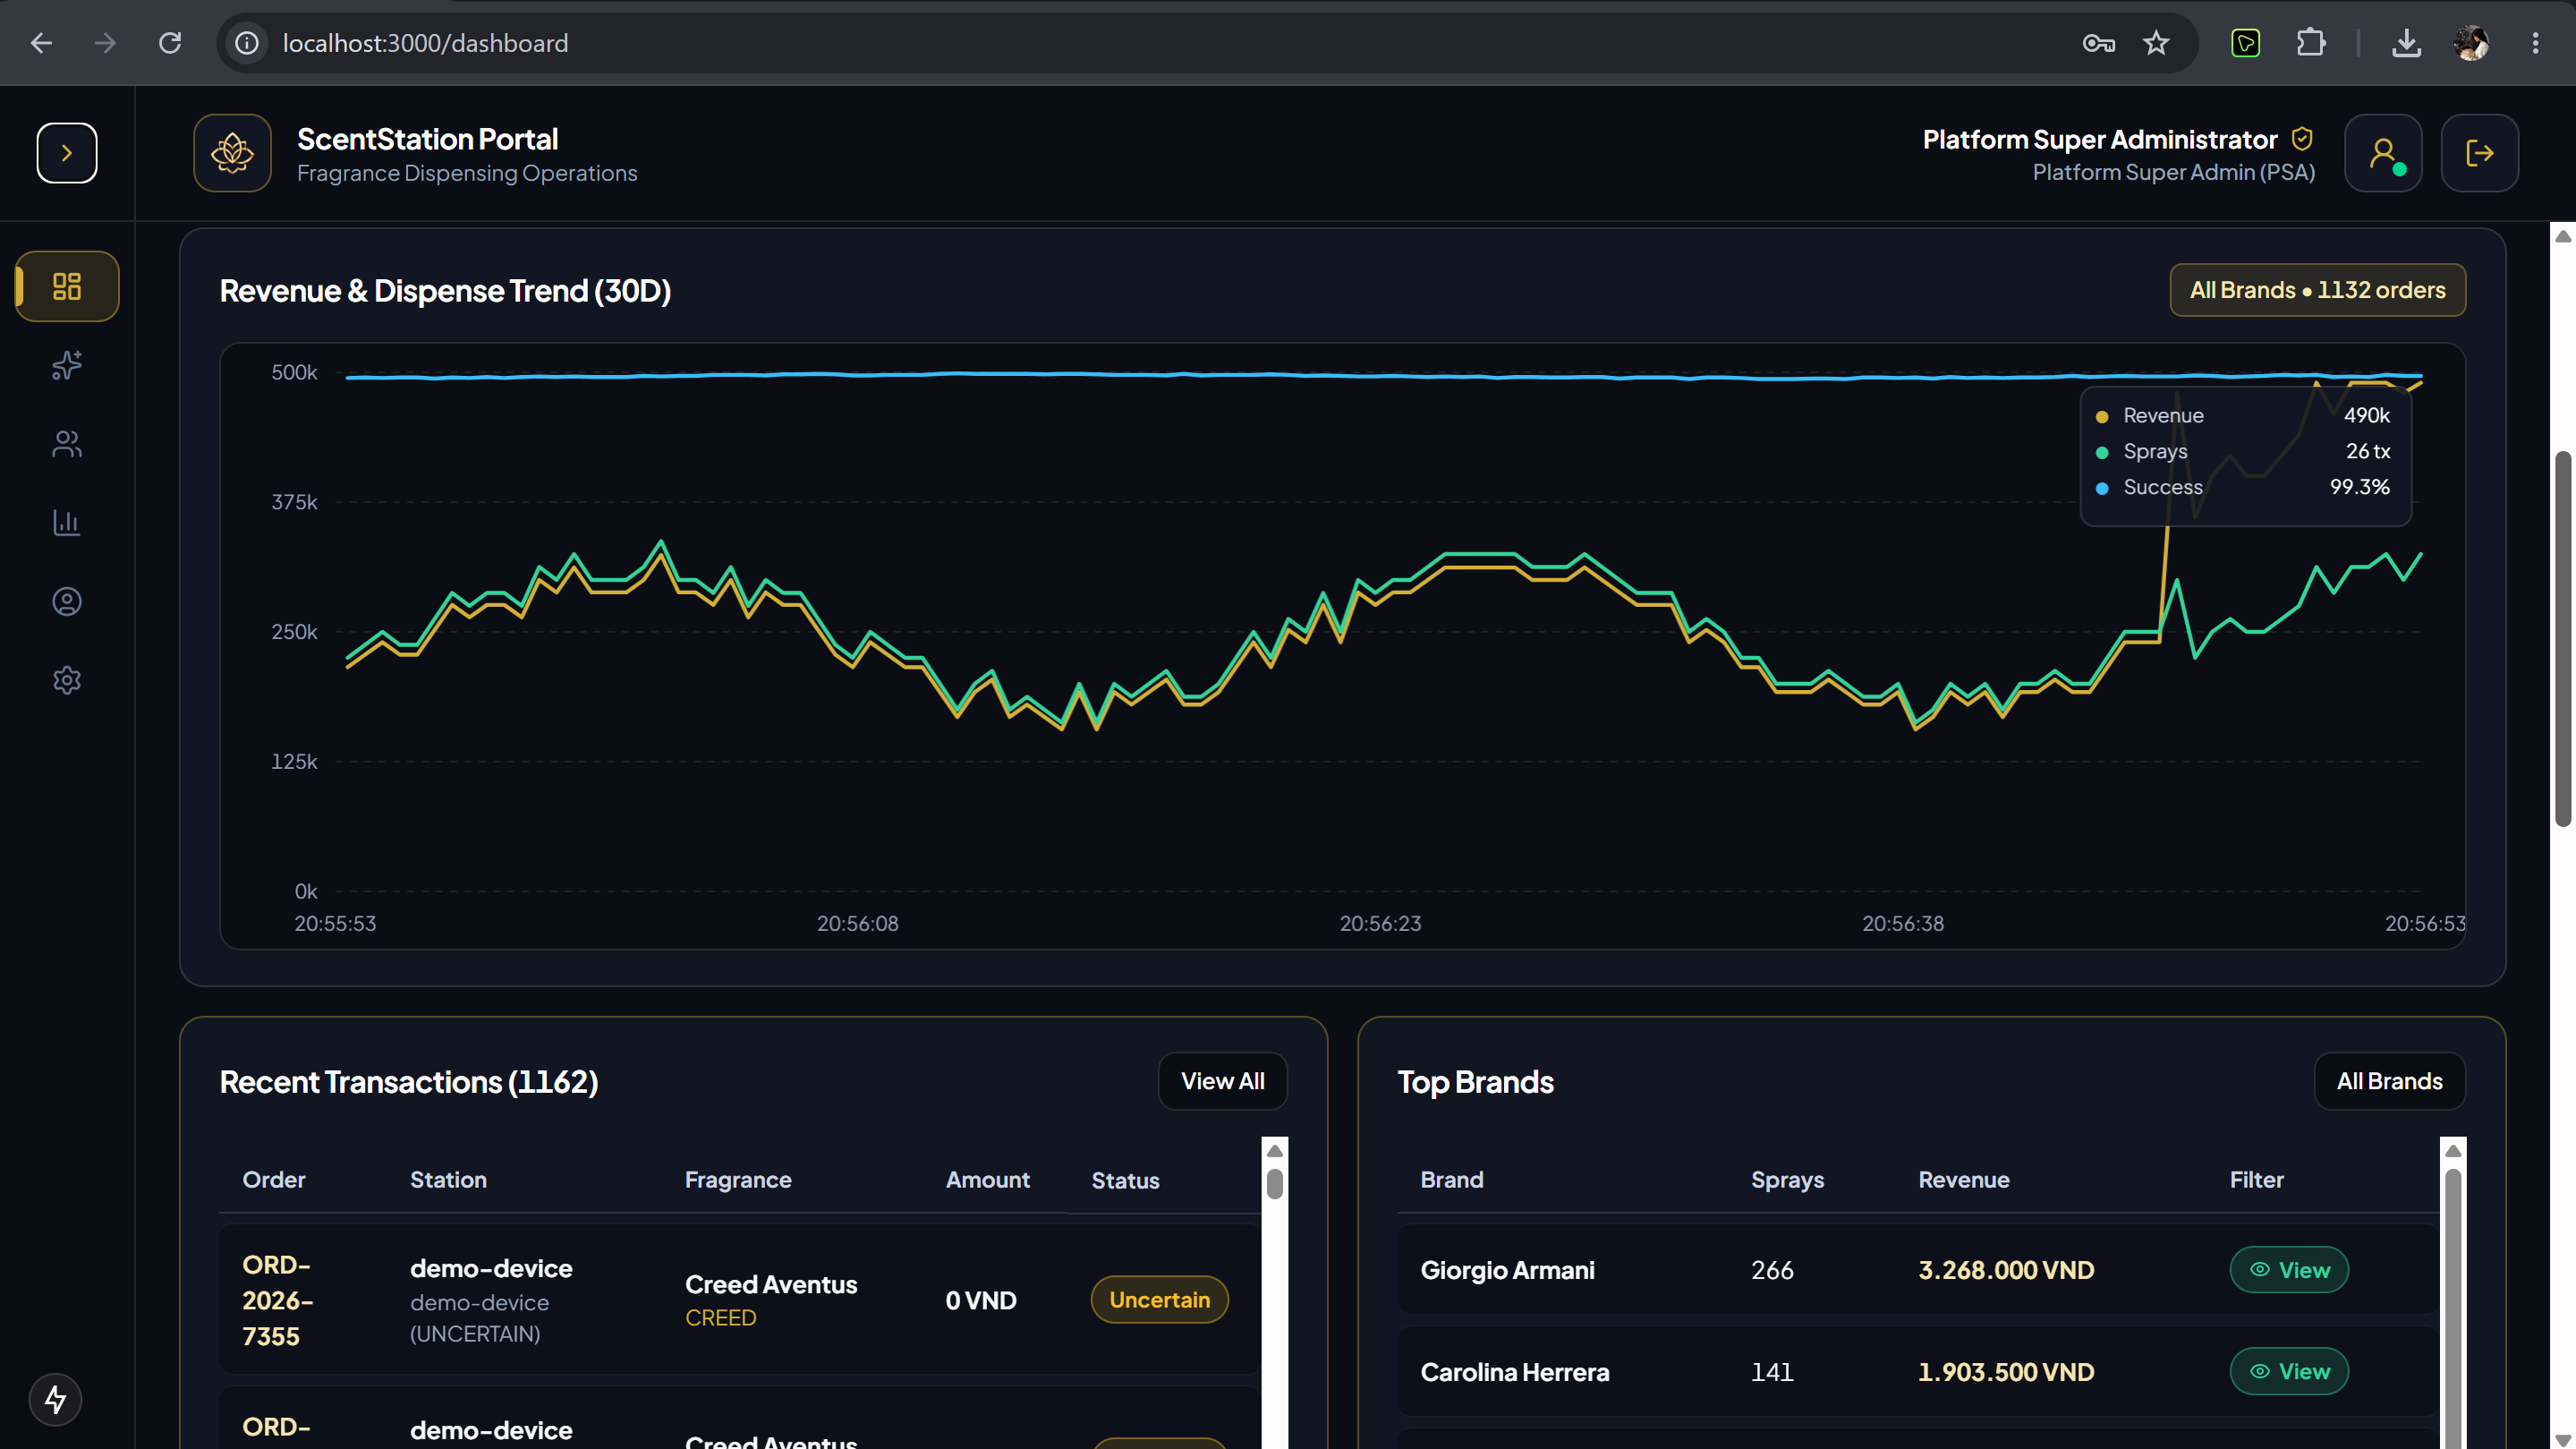 localhost:3000/dashboard
ScentStation Portal
Fragrance Dispensing Operations
Platform Super Administrator
Platform Super Admin (PSA)
Revenue & Dispense Trend (30D)
All Brands • 1132 orders
500k
375k
250k
125k
0k
Revenue 490k
Sprays 26 tx
Success 99.3%
20:55:53 20:56:08 20:56:23 20:56:38 20:56:53
Recent Transactions (1162)
View All
Order Station Fragrance Amount Status
ORD-
2026-
7355
demo-device
demo-device
(UNCERTAIN)
Creed Aventus
CREED
0 VND
Uncertain
ORD-
demo-device
Creed Aventus
Top Brands
All Brands
Brand Sprays Revenue Filter
Giorgio Armani 266 3.268.000 VND View
Carolina Herrera 141 1.903.500 VND View